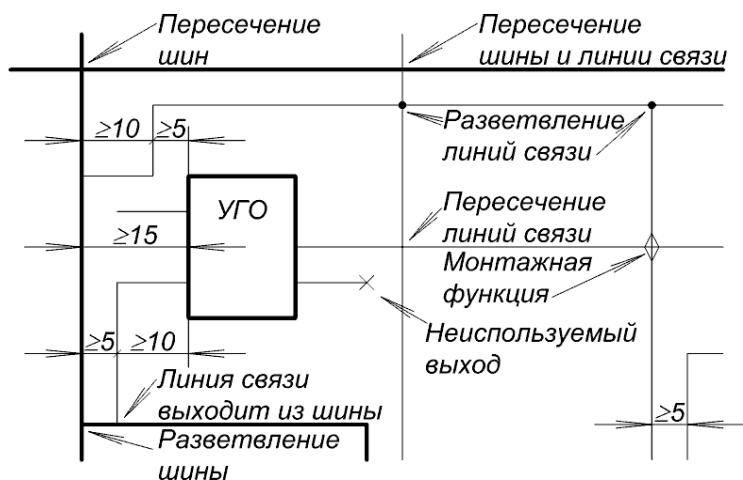 Пересечение
шин
Пересечение
шины и линии связи
≥10
≥5
Разветвление
линий связи
УГО
Пересечение
линий связи
≥15
Монтажная
функция
Неиспользуемый
выход
≥5
≥10
Линия связи
выходит из шины
≥5
Разветвление
шины